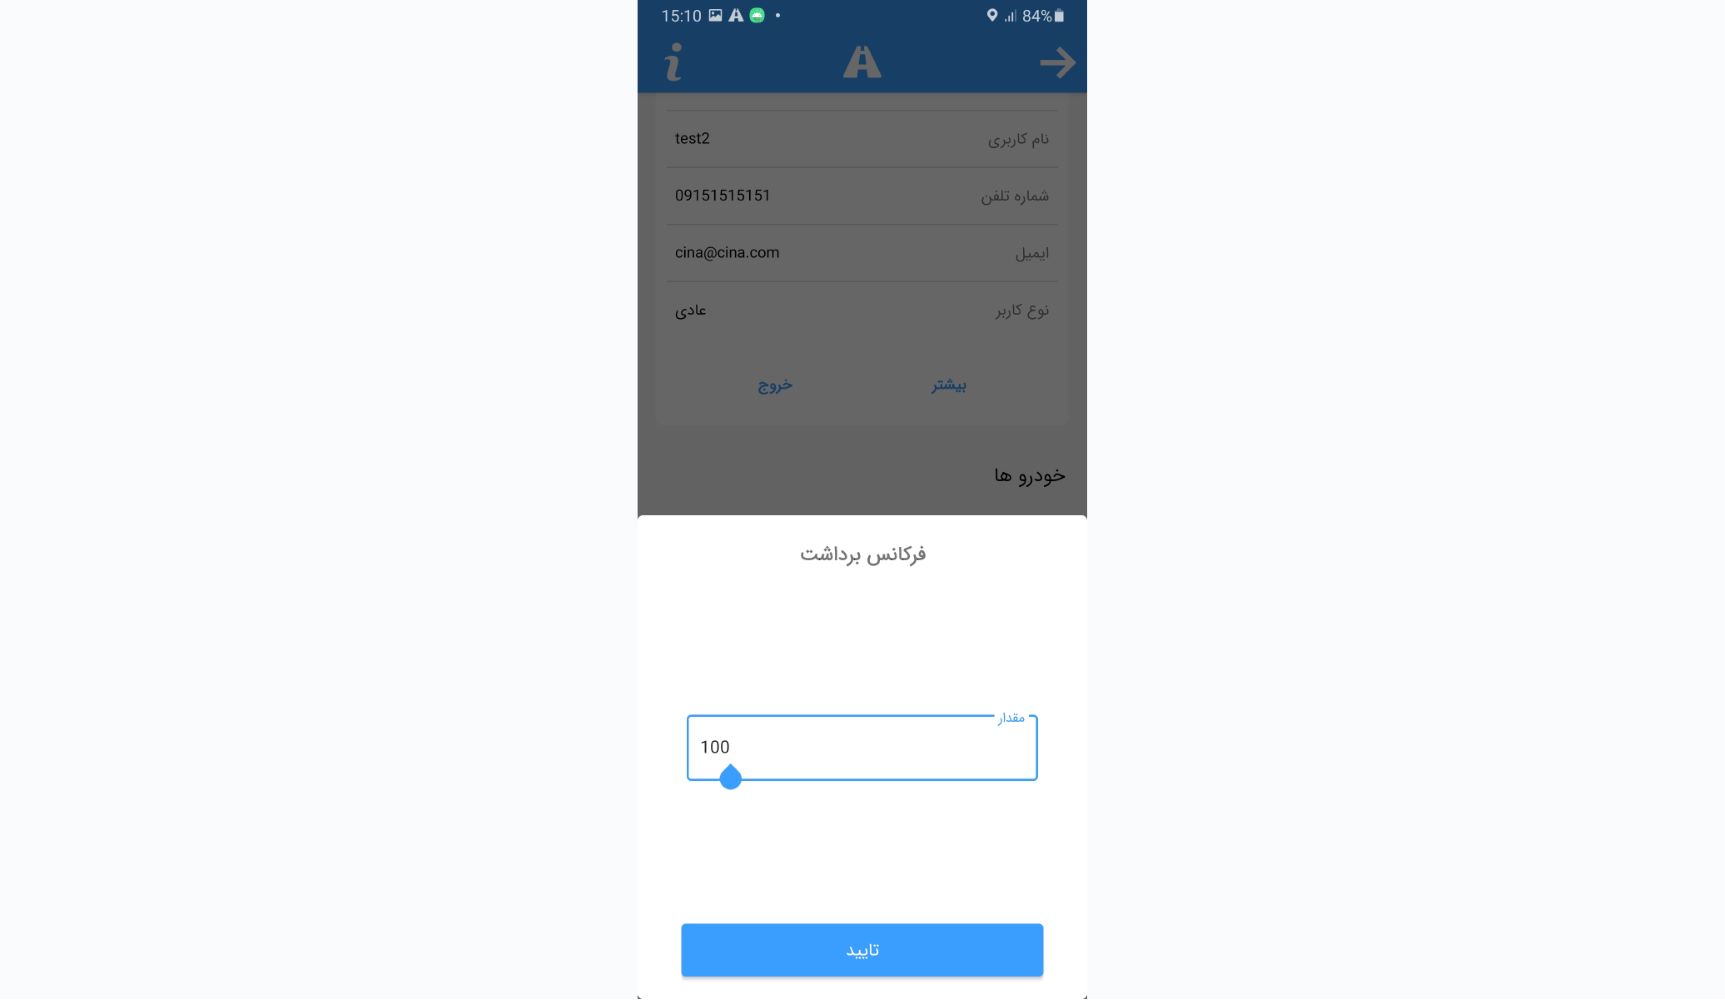 15:10 84%
نام کاربری test2
شماره تلفن 09151515151
ایمیل cina@cina.com
نوع کاربر عادی
بیشتر خروج
خودرو ها
فرکانس برداشت
مقدار
100
تایید